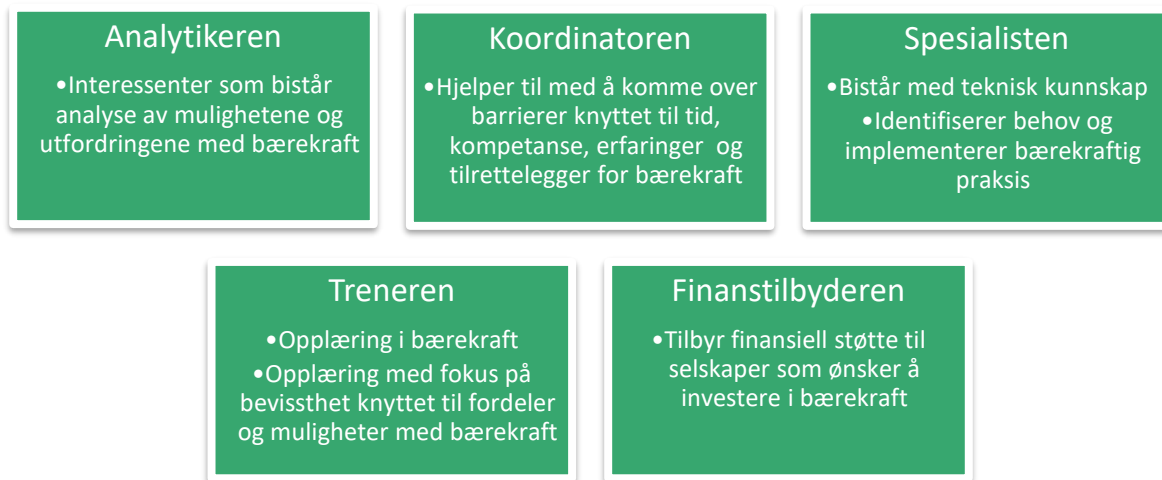 Analytikeren
•Interessenter som bistår
analyse av mulighetene og
utfordringene med bærekraft
Koordinatoren
•Hjelper til med å komme over
barrierer knyttet til tid,
kompetanse, erfaringer og
tilrettelegger for bærekraft
Spesialisten
•Bistår med teknisk kunnskap
•Identifiserer behov og
implementerer bærekraftig
praksis
Treneren
•Opplæring i bærekraft
•Opplæring med fokus på
bevissthet knyttet til fordeler
og muligheter med bærekraft
Finanstilbyderen
•Tilbyr finansiell støtte til
selskaper som ønsker å
investere i bærekraft